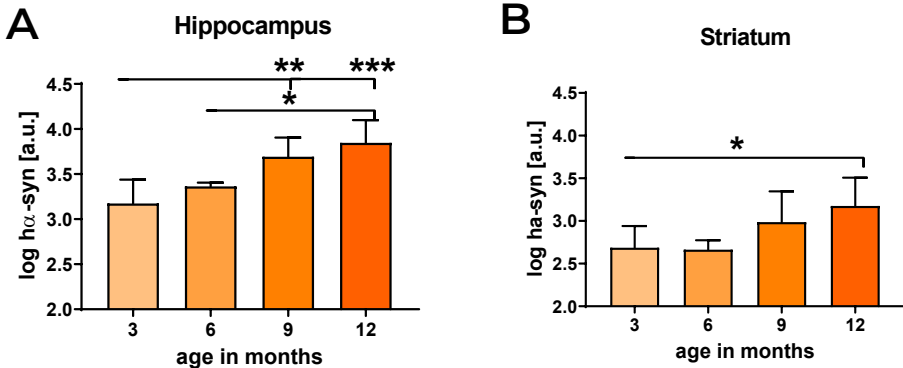 A
Hippocampus
** ***
*
log hα-syn [a.u.]
4.5
4.0
3.5
3.0
2.5
2.0
3 6 9 12
age in months
B
Striatum
*
log ha-syn [a.u.]
4.5
4.0
3.5
3.0
2.5
2.0
3 6 9 12
age in months